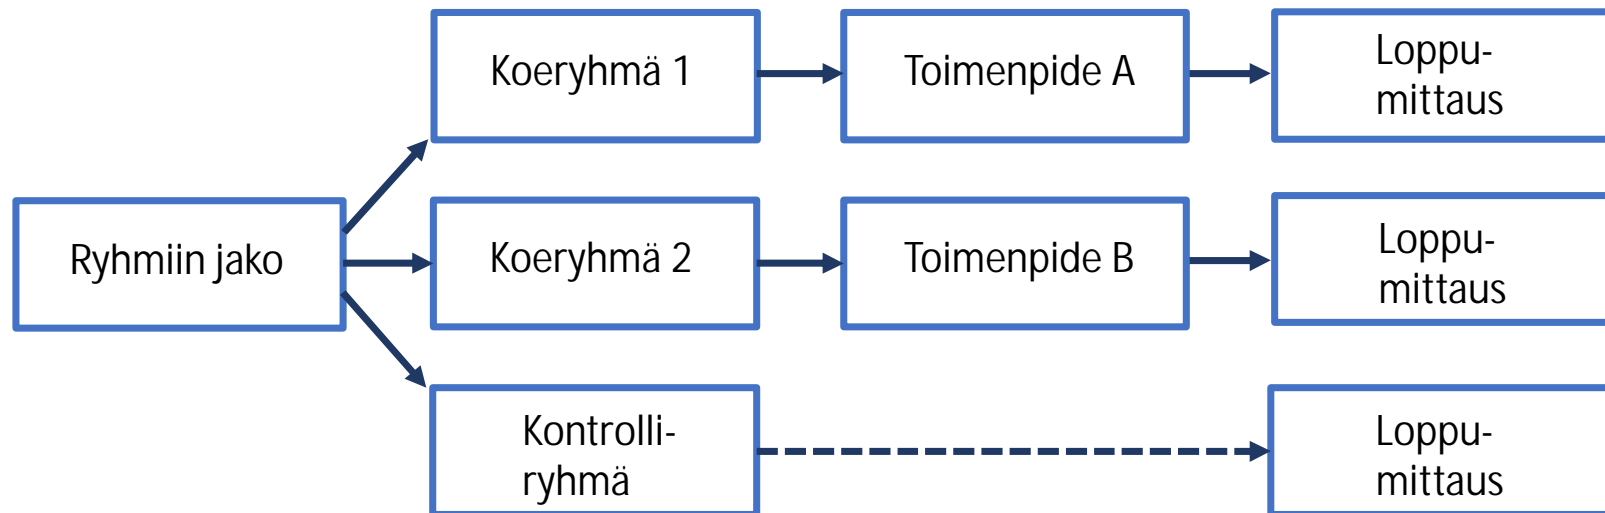 Koeryhmä 1
Toimenpide A
Loppu-
mittaus
Ryhmiin jako
Koeryhmä 2
Toimenpide B
Loppu-
mittaus
Kontrolli-
ryhmä
Loppu-
mittaus